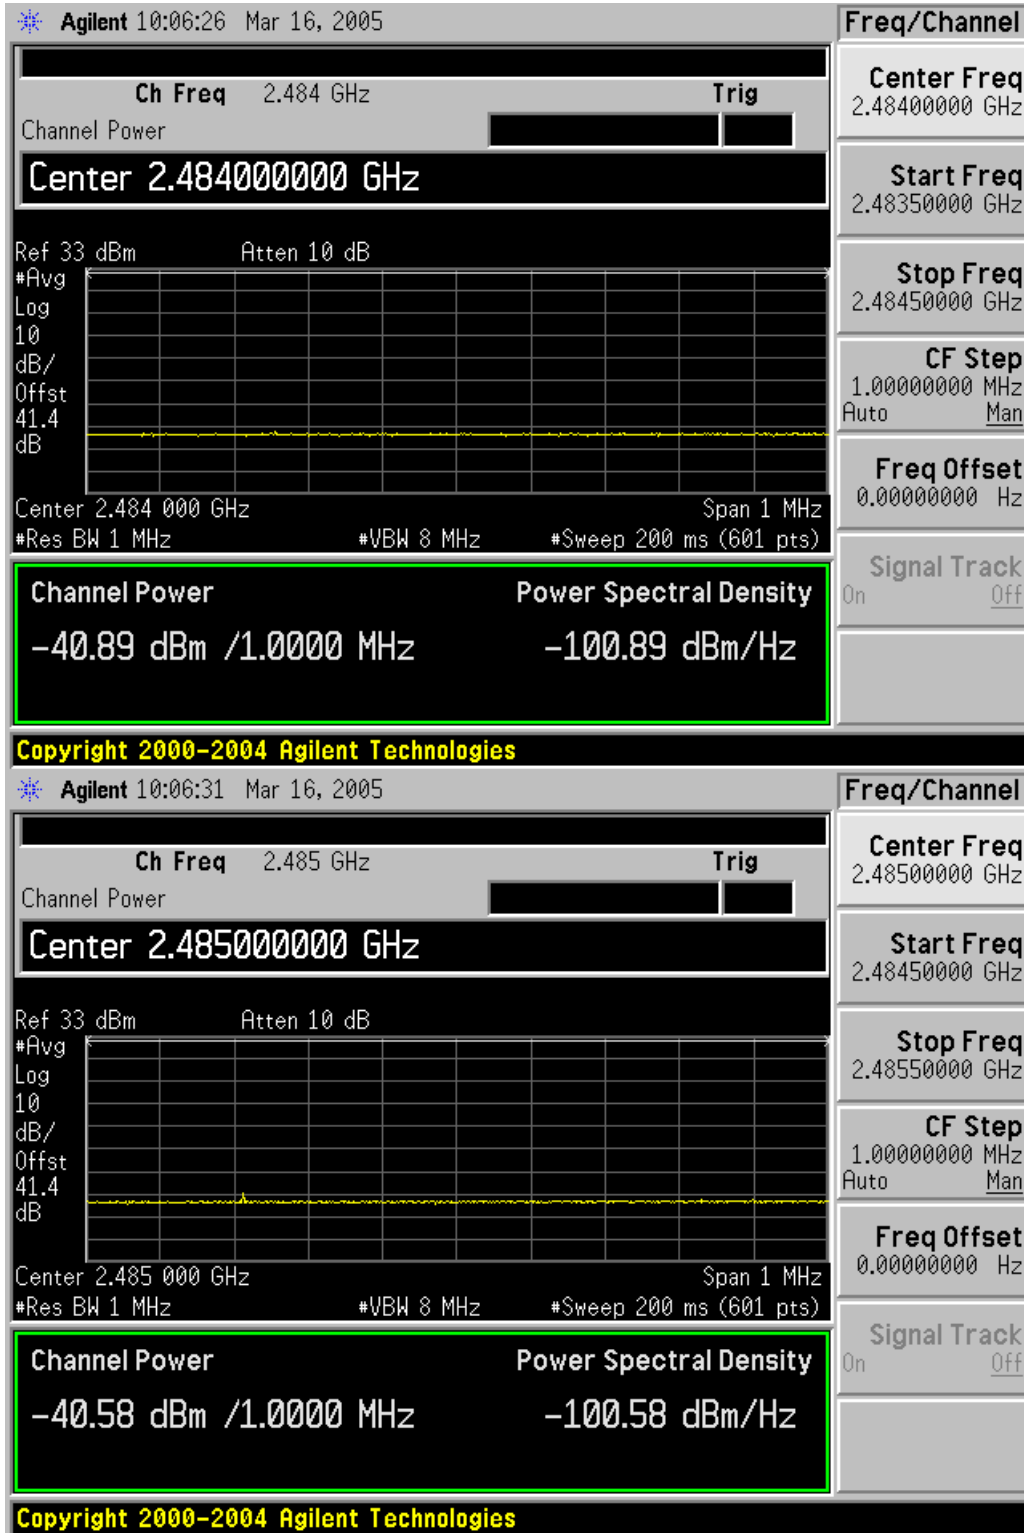 Agilent 10:06:26 Mar 16, 2005
Freq/Channel
Ch Freq 2.484 GHz Trig
Channel Power
Center 2.484000000 GHz
Ref 33 dBm Atten 10 dB
#Avg
Log
10
dB/
Offst
41.4
dB
Center 2.484 000 GHz Span 1 MHz
#Res BW 1 MHz #VBW 8 MHz #Sweep 200 ms (601 pts)
Channel Power Power Spectral Density
-40.89 dBm /1.0000 MHz -100.89 dBm/Hz
Center Freq
2.48400000 GHz
Start Freq
2.48350000 GHz
Stop Freq
2.48450000 GHz
CF Step
1.00000000 MHz
Auto Man
Freq Offset
0.00000000 Hz
Signal Track
On Off
Copyright 2000-2004 Agilent Technologies
Agilent 10:06:31 Mar 16, 2005
Freq/Channel
Ch Freq 2.485 GHz Trig
Channel Power
Center 2.485000000 GHz
Ref 33 dBm Atten 10 dB
#Avg
Log
10
dB/
Offst
41.4
dB
Center 2.485 000 GHz Span 1 MHz
#Res BW 1 MHz #VBW 8 MHz #Sweep 200 ms (601 pts)
Channel Power Power Spectral Density
-40.58 dBm /1.0000 MHz -100.58 dBm/Hz
Center Freq
2.48500000 GHz
Start Freq
2.48450000 GHz
Stop Freq
2.48550000 GHz
CF Step
1.00000000 MHz
Auto Man
Freq Offset
0.00000000 Hz
Signal Track
On Off
Copyright 2000-2004 Agilent Technologies